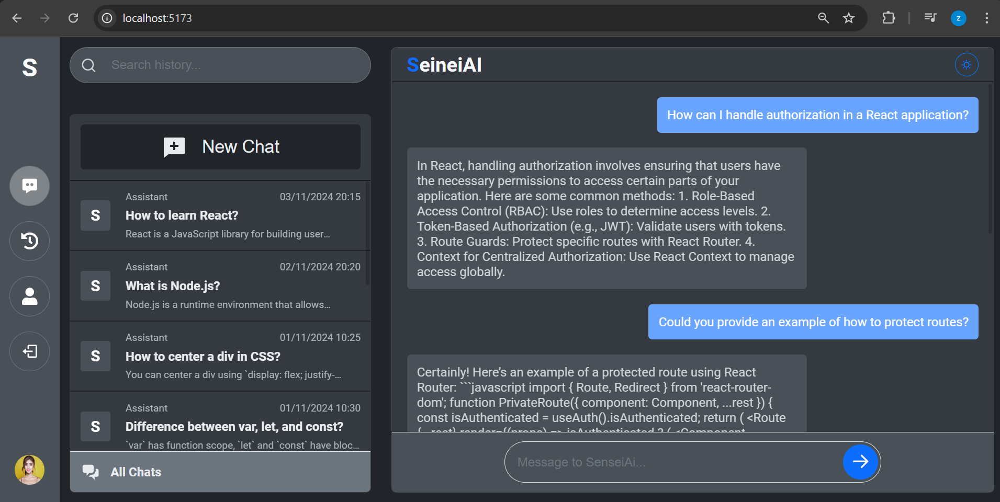 localhost:5173
z
S
Search history...
New Chat
Assistant 03/11/2024 20:15
S
How to learn React?
React is a JavaScript library for building user...
Assistant 02/11/2024 20:20
S
What is Node.js?
Node.js is a runtime environment that allows...
Assistant 01/11/2024 10:25
S
How to center a div in CSS?
You can center a div using `display: flex; justify-...
Assistant 01/11/2024 10:30
S
Difference between var, let, and const?
`var` has function scope, `let` and `const` have bloc...
All Chats
SeineiAI
How can I handle authorization in a React application?
In React, handling authorization involves ensuring that users have
the necessary permissions to access certain parts of your
application. Here are some common methods: 1. Role-Based
Access Control (RBAC): Use roles to determine access levels. 2.
Token-Based Authorization (e.g., JWT): Validate users with tokens.
3. Route Guards: Protect specific routes with React Router. 4.
Context for Centralized Authorization: Use React Context to manage
access globally.
Could you provide an example of how to protect routes?
Certainly! Here’s an example of a protected route using React
Router: ```javascript import { Route, Redirect } from 'react-router-
dom'; function PrivateRoute({ component: Component, ...rest }) {
const isAuthenticated = useAuth().isAuthenticated; return ( <Route
{...rest} render={(props) => isAuthenticated ? ( <Component
Message to SenseiAi...